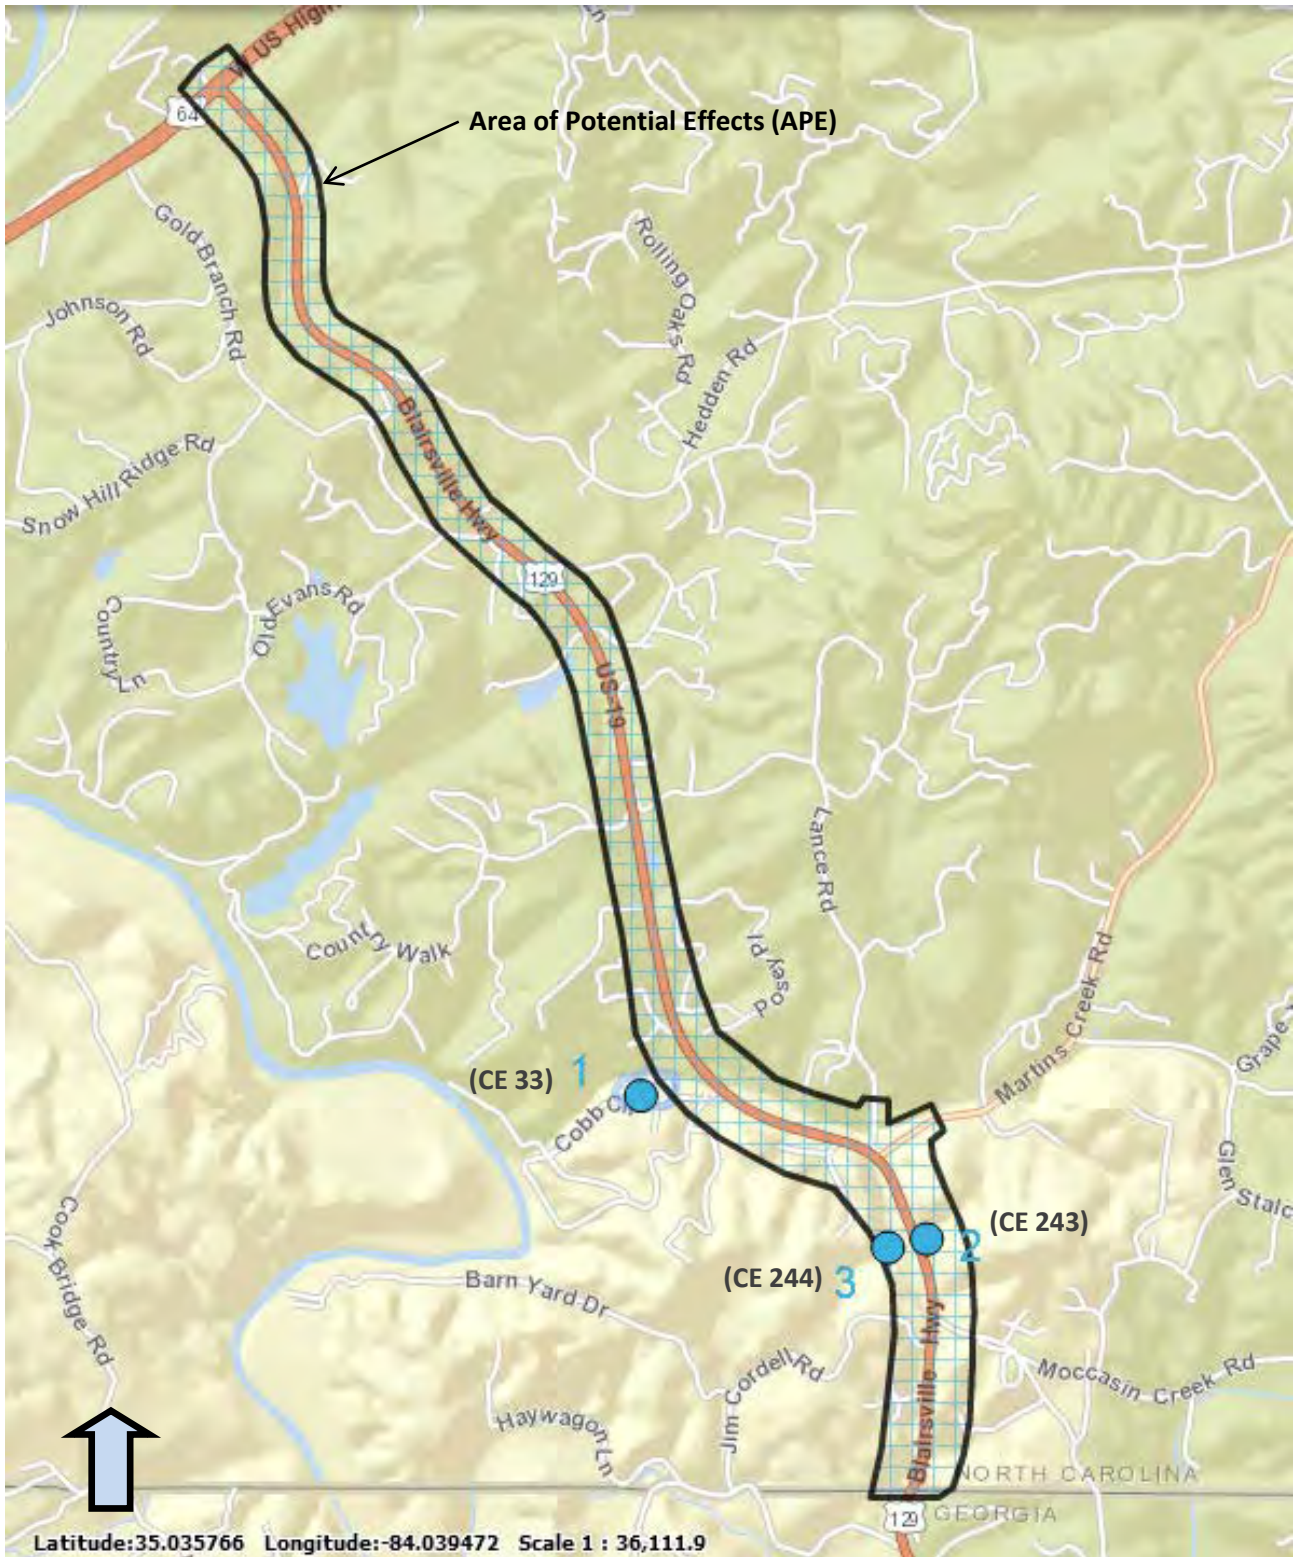 Ln
US High
64
Area of Potential Effects (APE)
Gold Branch Rd
Rolling Oaks Rd
Johnson Rd
Hedden Rd
Blairsville Hwy
Snow Hill Ridge Rd
129
Country Ln
Old Evans Rd
US-19
Lance Rd
Country Walk
Posey Pl
Martins Creek Rd
Grape
(CE 33) 1
Cobb Ci
Glen Stalc
Cook Bridge Rd
(CE 243)
2
(CE 244) 3
Barn Yard Dr
Blairsville Hwy
Jim Cordell Rd
Moccasin Creek Rd
Haywagon Ln
NORTH CAROLINA
129
GEORGIA
Latitude:35.035766 Longitude:-84.039472 Scale 1 : 36,111.9